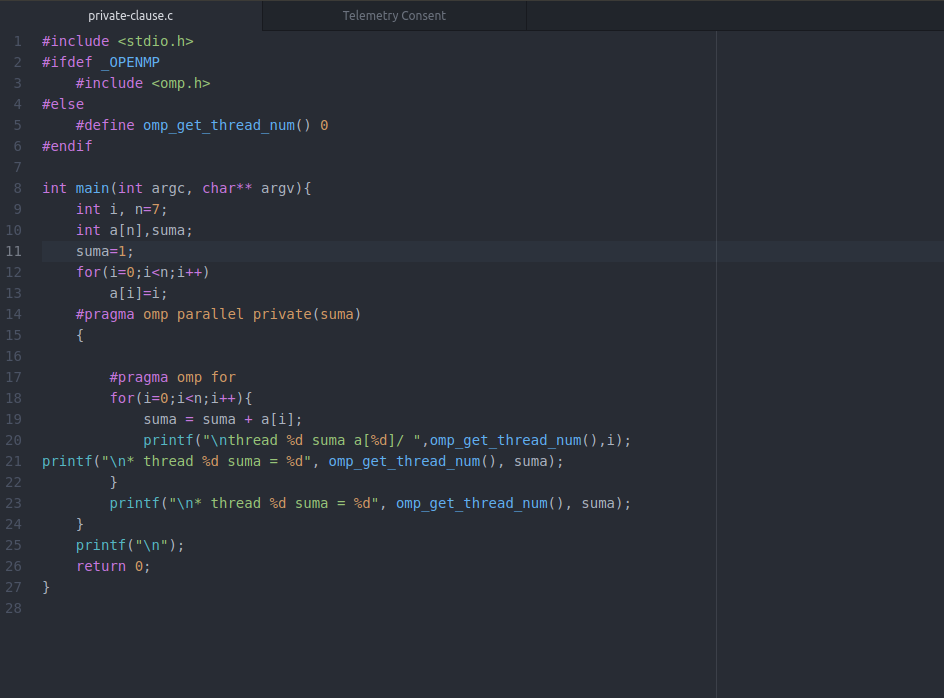 private-clause.c Telemetry Consent
1 #include <stdio.h>
2 #ifdef _OPENMP
3     #include <omp.h>
4 #else
5     #define omp_get_thread_num() 0
6 #endif
7
8 int main(int argc, char** argv){
9     int i, n=7;
10     int a[n],suma;
11     suma=1;
12     for(i=0;i<n;i++)
13         a[i]=i;
14     #pragma omp parallel private(suma)
15     {
16
17         #pragma omp for
18         for(i=0;i<n;i++){
19             suma = suma + a[i];
20             printf("\nthread %d suma a[%d]/ ",omp_get_thread_num(),i);
21 printf("\n* thread %d suma = %d", omp_get_thread_num(), suma);
22         }
23         printf("\n* thread %d suma = %d", omp_get_thread_num(), suma);
24     }
25     printf("\n");
26     return 0;
27 }
28